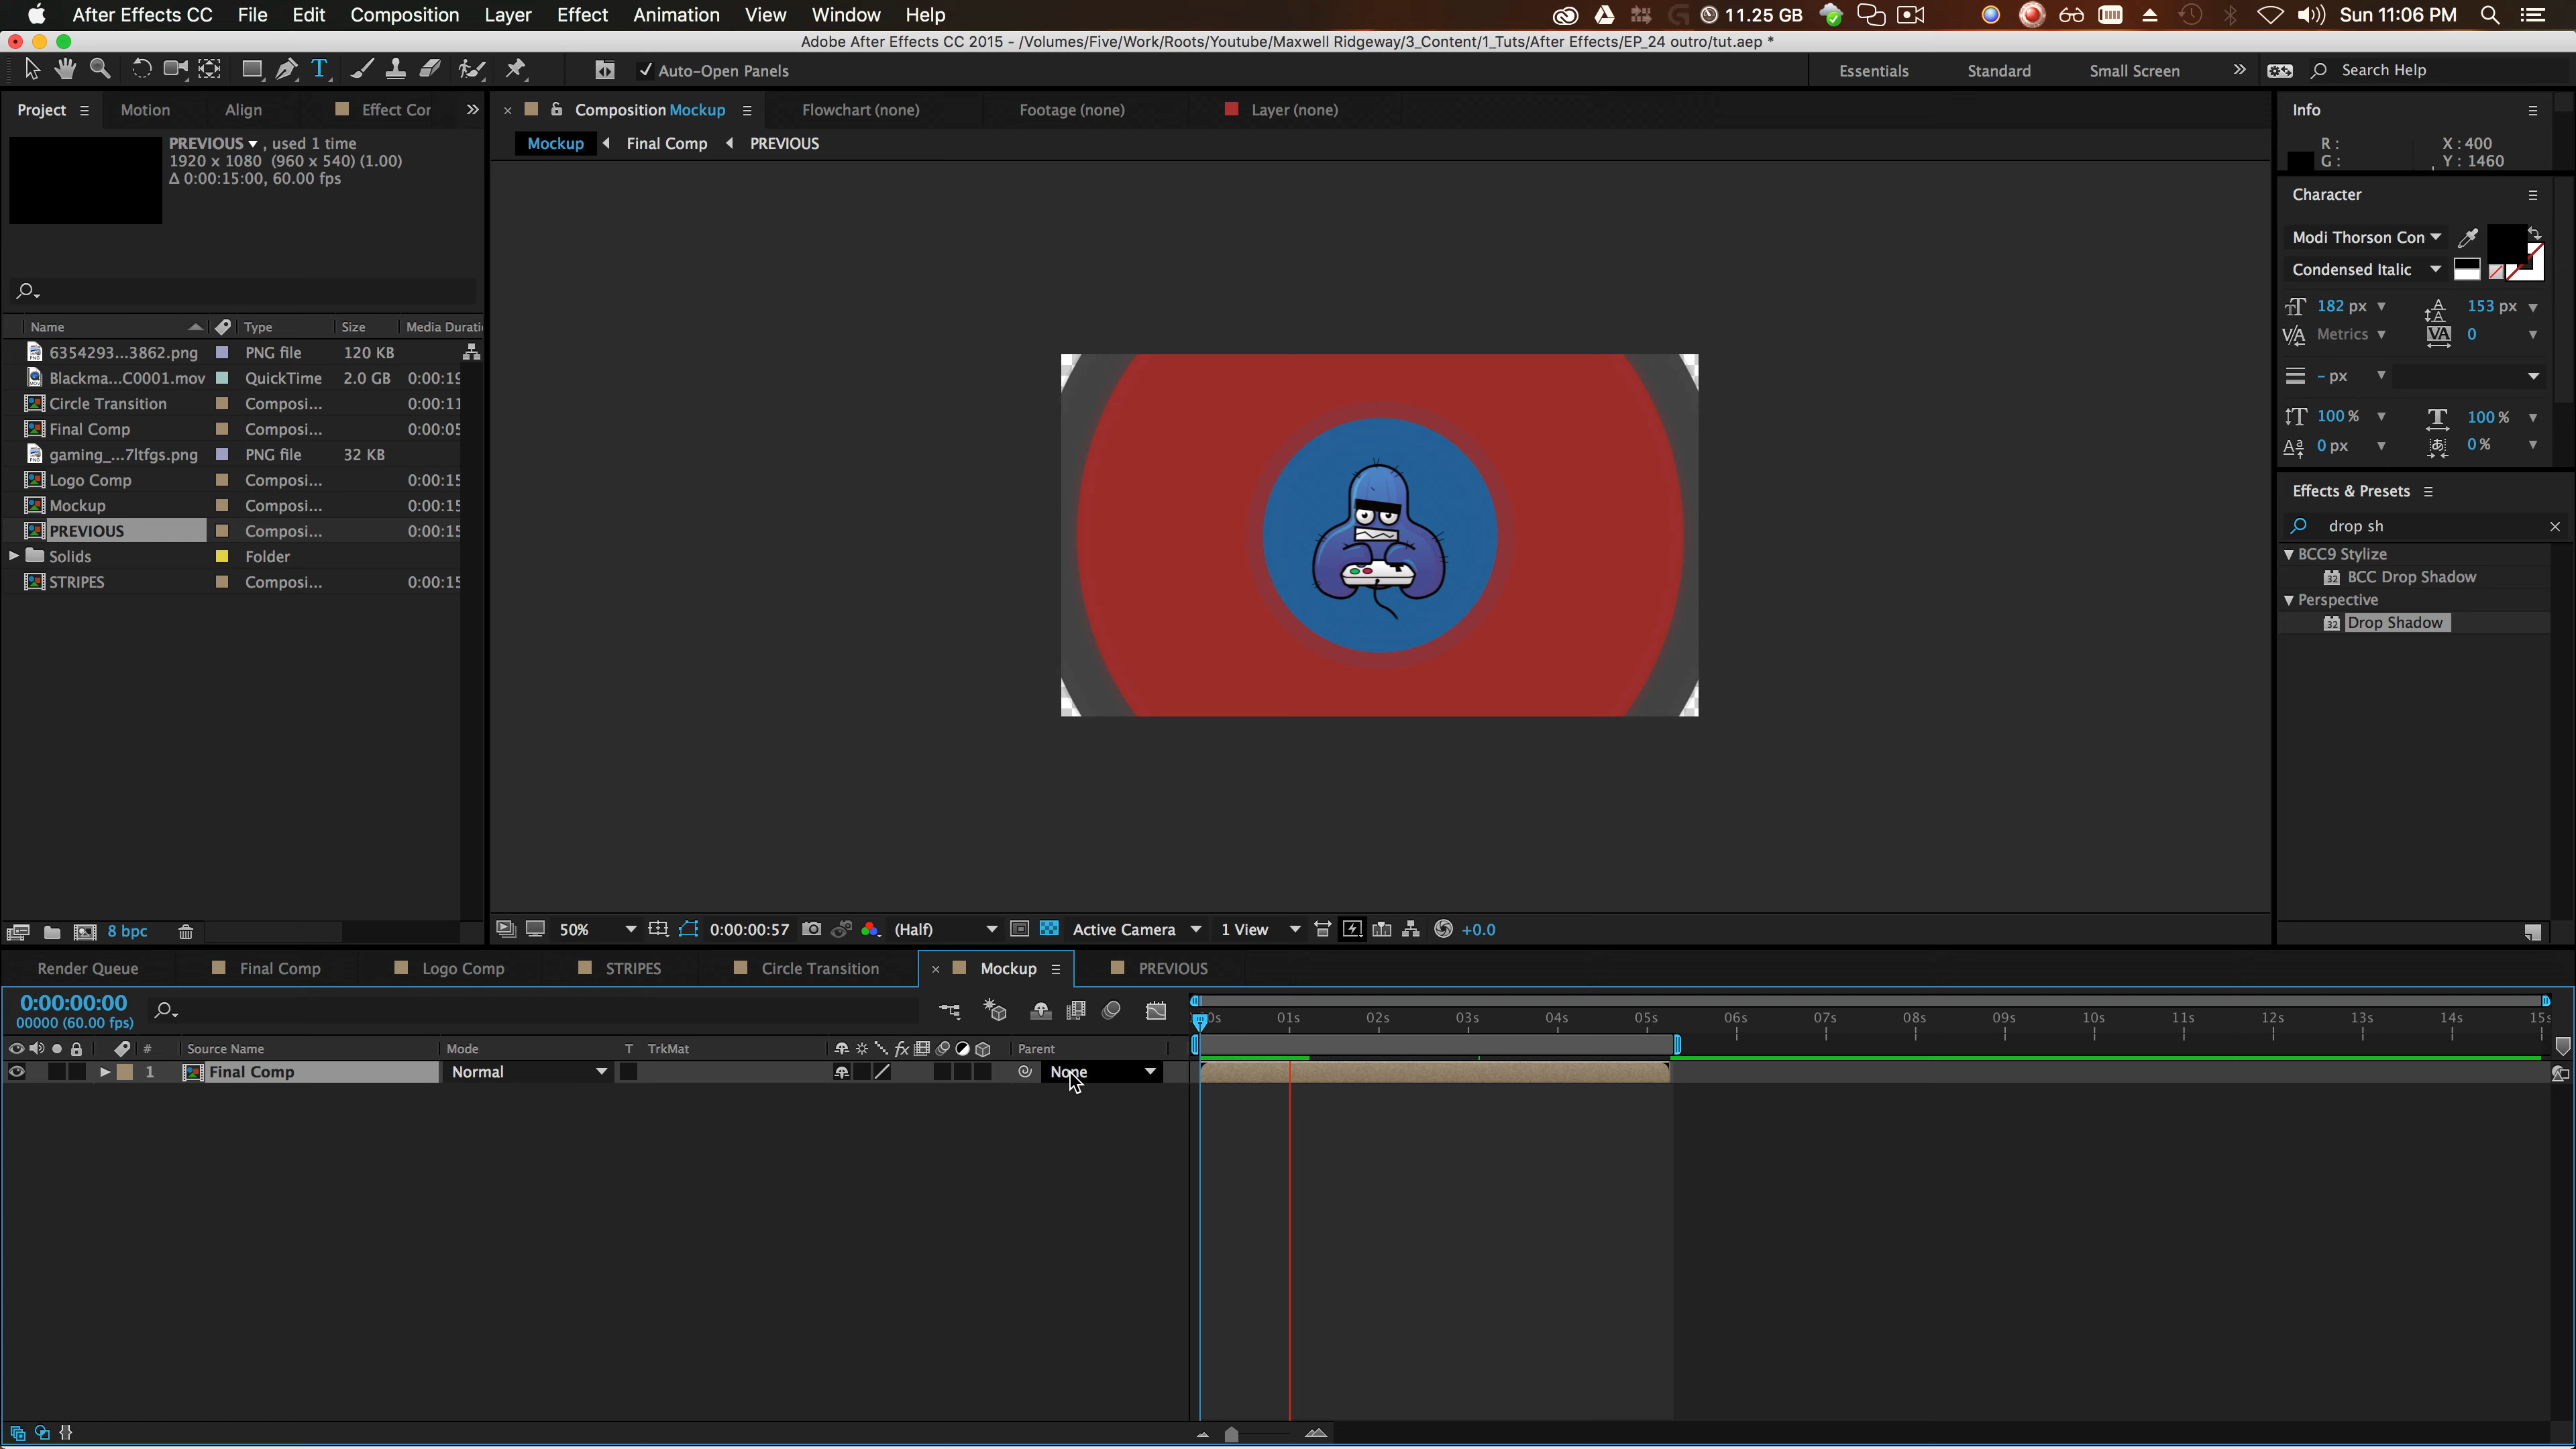 After Effects CC File Edit Composition Layer Effect Animation View Window Help 11.25 GB Sun 11:06 PM
Adobe After Effects CC 2015 - /Volumes/Five/Work/Roots/Youtube/Maxwell Ridgeway/3_Content/1_Tuts/After Effects/EP_24 outro/tut.aep *
T Auto-Open Panels Essentials Standard Small Screen Search Help
Project Motion Align Effect Cor Composition Mockup Flowchart (none) Footage (none) Layer (none) Info
PREVIOUS , used 1 time
1920 x 1080 (960 x 540) (1.00)
Δ 0:00:15:00, 60.00 fps
Mockup Final Comp PREVIOUS
R : X : 400
G : Y : 1460
Character
Modi Thorson Con
Condensed Italic
182 px 153 px
Metrics 0
- px
100 % 100 %
0 px 0 %
Effects & Presets
drop sh
BCC9 Stylize
32 BCC Drop Shadow
Perspective
32 Drop Shadow
Name Type Size Media Durati
6354293...3862.png PNG file 120 KB
Blackma...C0001.mov QuickTime 2.0 GB 0:00:19
Circle Transition Composi... 0:00:11
Final Comp Composi... 0:00:05
gaming_...7ltfgs.png PNG file 32 KB
Logo Comp Composi... 0:00:15
Mockup Composi... 0:00:15
PREVIOUS Composi... 0:00:15
Solids Folder
STRIPES Composi... 0:00:15
8 bpc
50% 0:00:00:57 (Half) Active Camera 1 View +0.0
Render Queue Final Comp Logo Comp STRIPES Circle Transition Mockup PREVIOUS
0:00:00:00
00000 (60.00 fps)
0s 01s 02s 03s 04s 05s 06s 07s 08s 09s 10s 11s 12s 13s 14s 15s
# Source Name Mode T TrkMat fx Parent
1 Final Comp Normal None